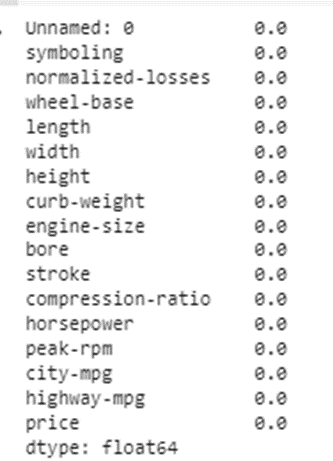 Unnamed: 0 0.0
symboling 0.0
normalized-losses 0.0
wheel-base 0.0
length 0.0
width 0.0
height 0.0
curb-weight 0.0
engine-size 0.0
bore 0.0
stroke 0.0
compression-ratio 0.0
horsepower 0.0
peak-rpm 0.0
city-mpg 0.0
highway-mpg 0.0
price 0.0
dtype: float64